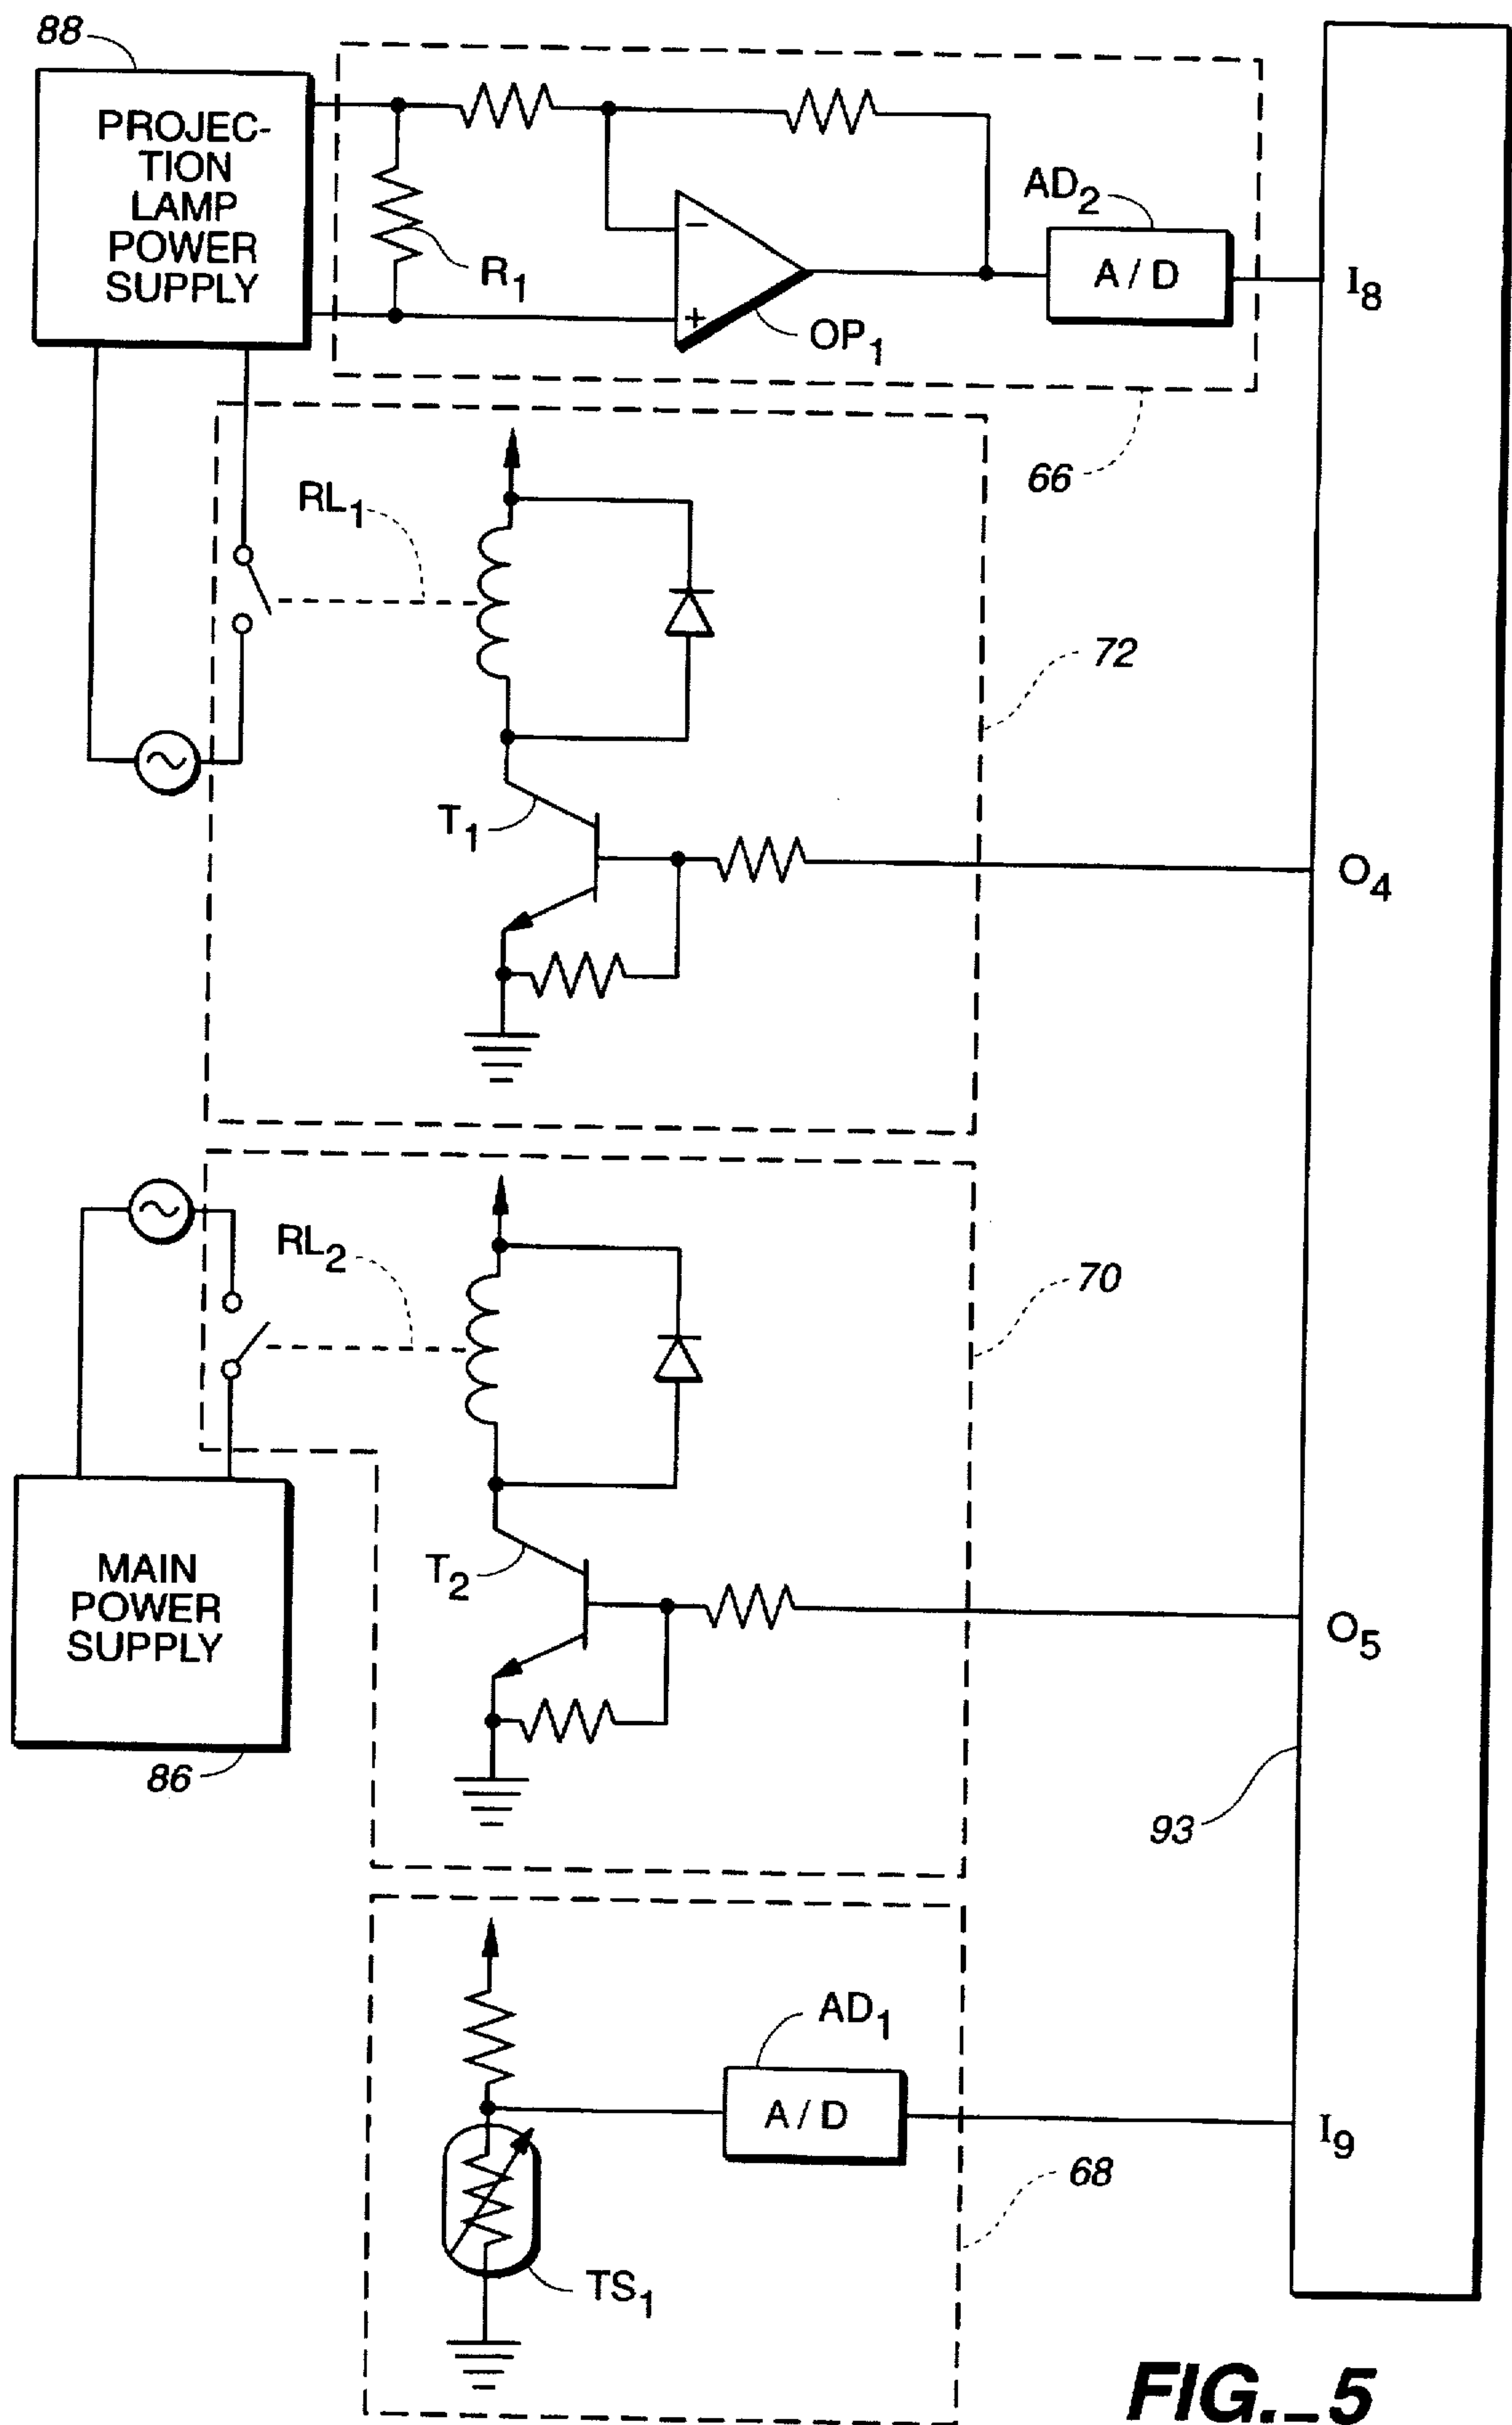 88
PROJEC-
TION
LAMP
POWER
SUPPLY
R1
−
+
OP1
AD2
A / D
I8
66
RL1
72
T1
O4
RL2
70
MAIN
POWER
SUPPLY
86
T2
O5
93
AD1
A / D
I9
68
TS1
FIG._5